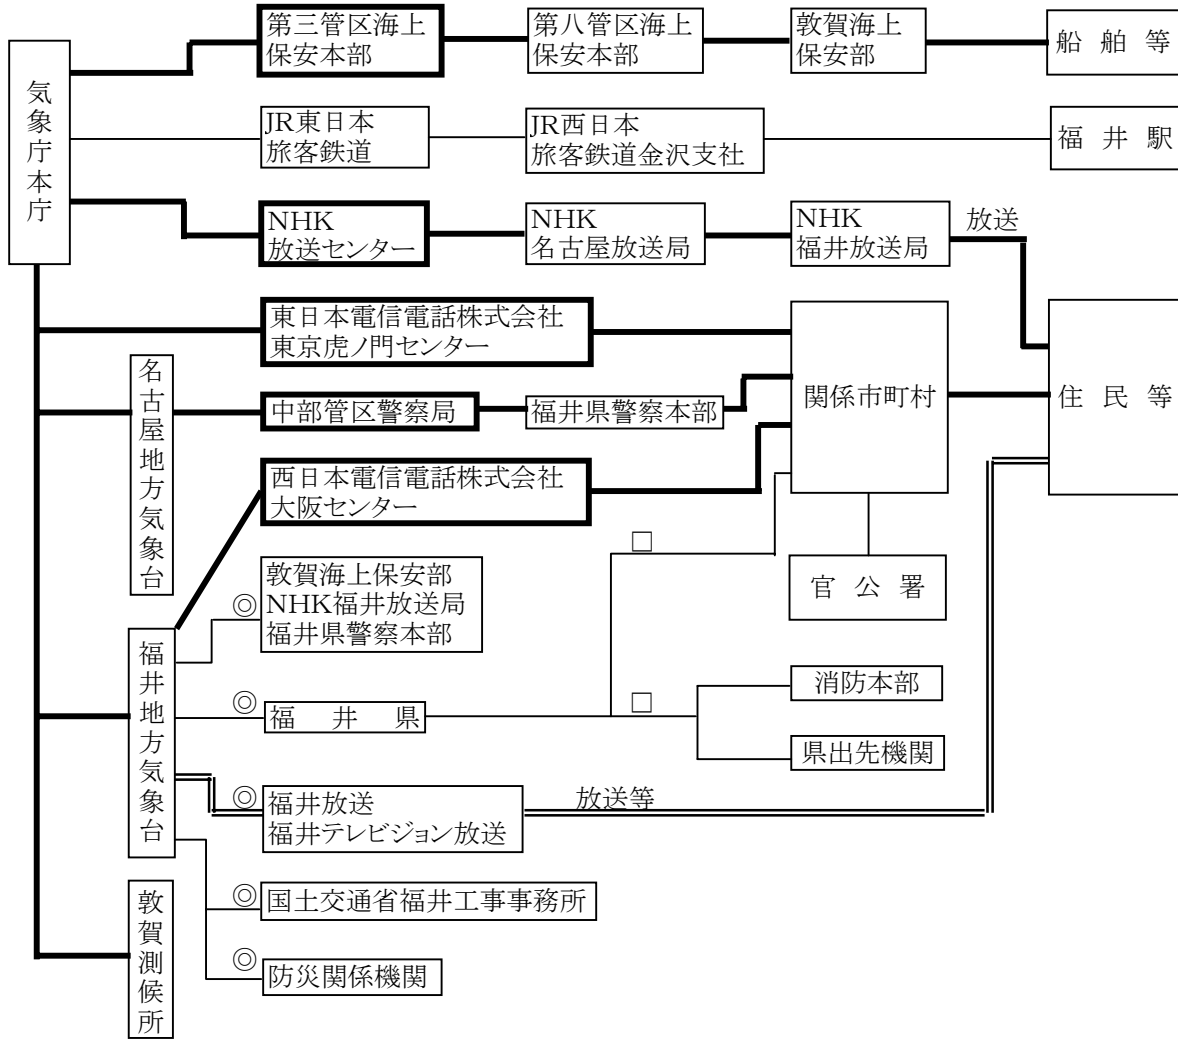 気象庁本庁
第三管区海上
保安本部
第八管区海上
保安本部
敦賀海上
保安部
船舶等
JR東日本
旅客鉄道
JR西日本
旅客鉄道金沢支社
福井駅
NHK
放送センター
NHK
名古屋放送局
NHK
福井放送局
放送
東日本電信電話株式会社
東京虎ノ門センター
名古屋地方気象台
中部管区警察局
福井県警察本部
関係市町村
住民等
西日本電信電話株式会社
大阪センター
□
官公署
◎
敦賀海上保安部
NHK福井放送局
福井県警察本部
福井地方気象台
◎
福井県
□
消防本部
県出先機関
◎
福井放送
福井テレビジョン放送
放送等
◎
国土交通省福井工事事務所
◎
防災関係機関
敦賀測候所